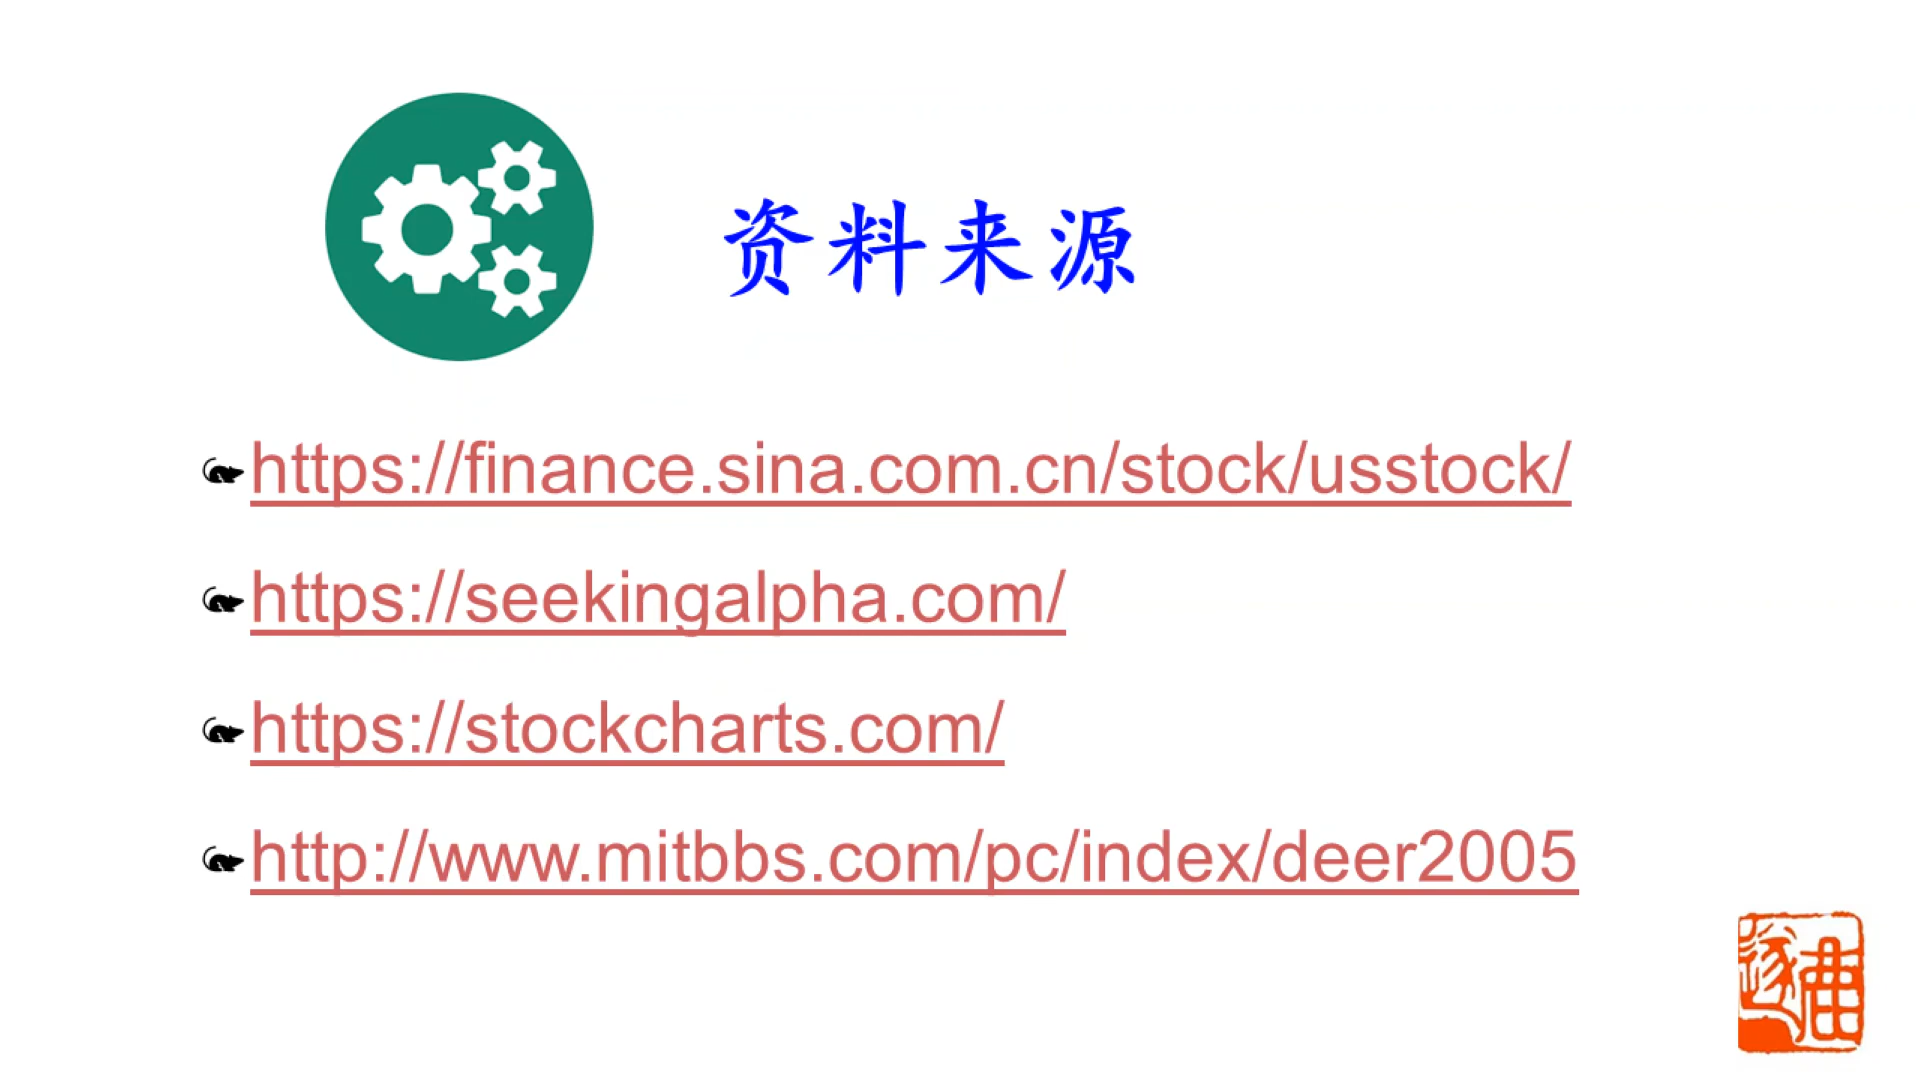 资料来源
https://finance.sina.com.cn/stock/usstock/
https://seekingalpha.com/
https://stockcharts.com/
http://www.mitbbs.com/pc/index/deer2005